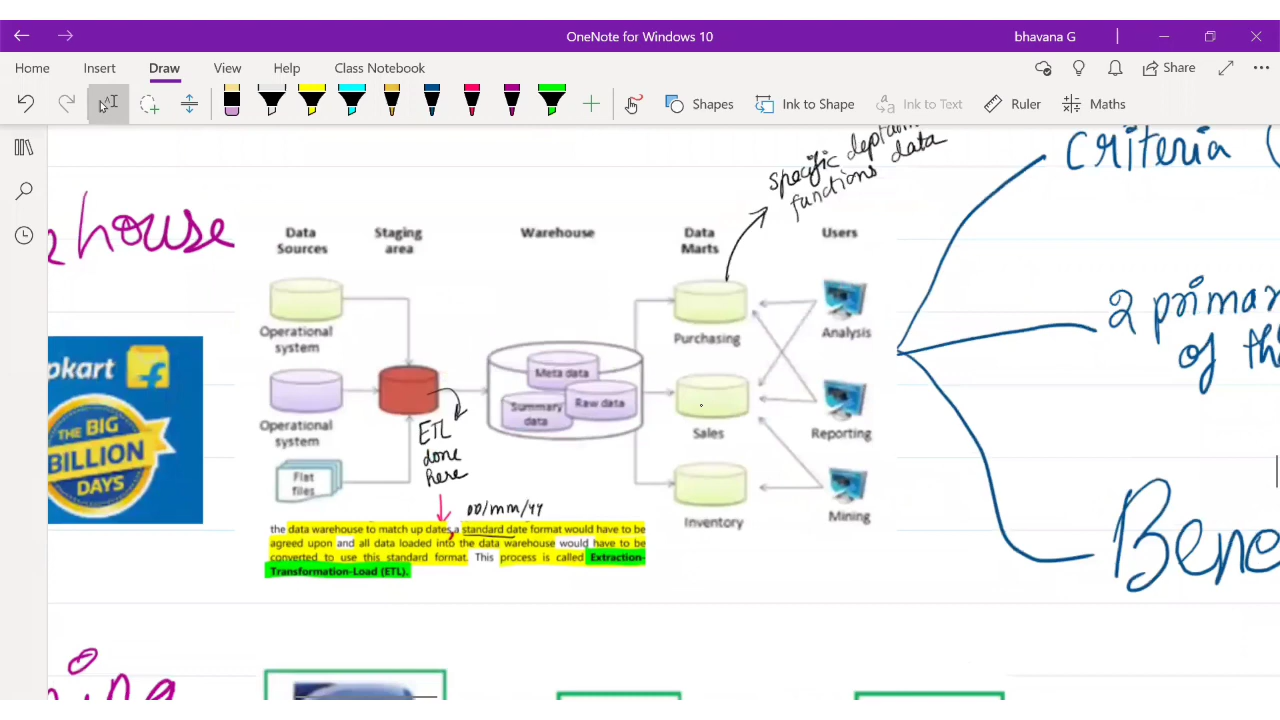 OneNote for Windows 10
bhavana G
Home
Insert
Draw
View
Help
Class Notebook
Share
Shapes
Ink to Shape
Ink to Text
Ruler
Maths
specific
functions data
criteria (
house
Data
Sources
Staging
area
Warehouse
Data
Marts
Users
Operational
system
Purchasing
Analysis
2 primar
of thi
pkart
THE BIG
BILLION
DAYS
Meta data
Summary
data
Raw data
Operational
system
ETL
done
here
Sales
Reporting
Flat
files
Inventory
Mining
DD/MM/YY
the data warehouse to match up dates, a standard date format would have to be
agreed upon and all data loaded into the data warehouse would have to be
converted to use this standard format. This process is called Extraction-
Transformation-Load (ETL).
Bene
ning